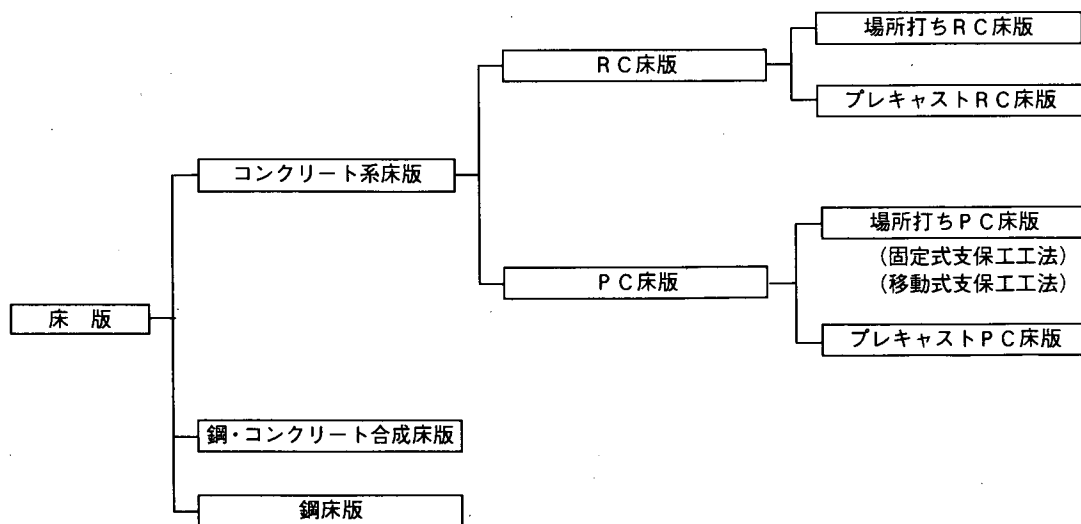 場所打ちRC床版
RC床版
プレキャストRC床版
コンクリート系床版
場所打ちPC床版
(固定式支保工工法)
(移動式支保工工法)
PC床版
床 版
プレキャストPC床版
鋼・コンクリート合成床版
鋼床版